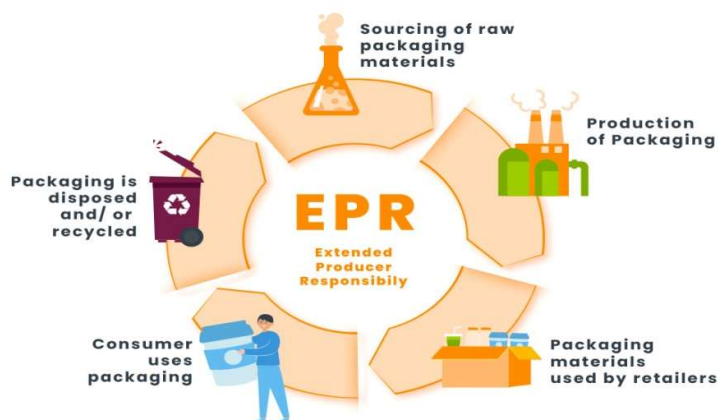 Sourcing of raw
packaging
materials
Production
of Packaging
Packaging
materials
used by retailers
Consumer
uses
packaging
Packaging is
disposed
and/ or
recycled
EPR
Extended
Producer
Responsibily